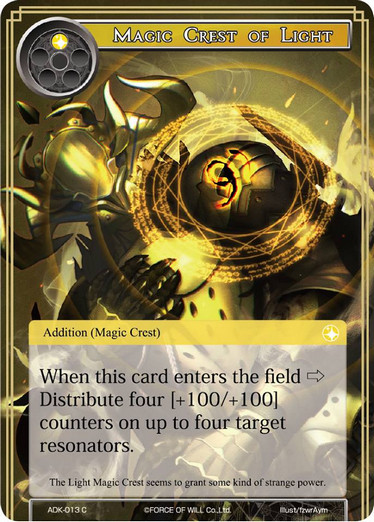 Magic Crest of Light
Addition (Magic Crest)
When this card enters the field ⇨
Distribute four [+100/+100]
counters on up to four target
resonators.
The Light Magic Crest seems to grant some kind of strange power.
ADK-013 C ©FORCE OF WILL Co.,Ltd. Illust/fzwrAym